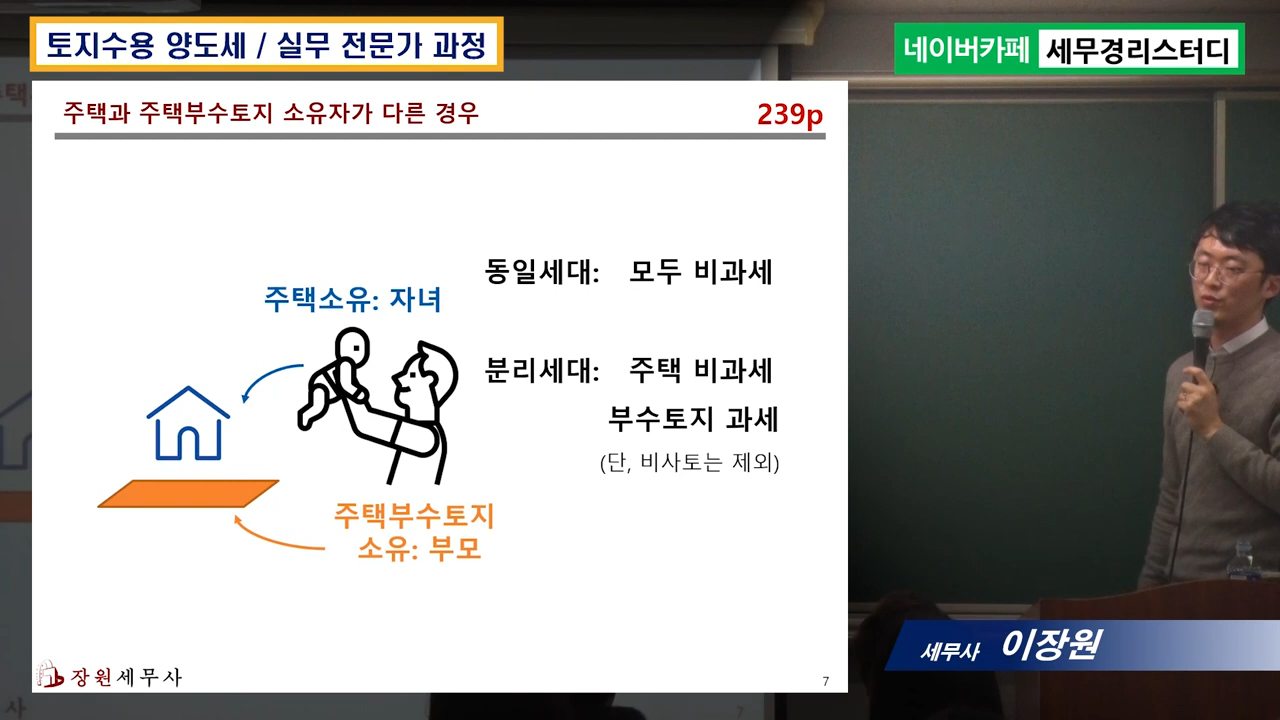 토지수용 양도세 / 실무 전문가 과정
네이버카페 세무경리스터디
주택과 주택부수토지 소유자가 다른 경우
239p
동일세대: 모두 비과세
주택소유: 자녀
분리세대: 주택 비과세
부수토지 과세
(단, 비사토는 제외)
주택부수토지
소유: 부모
세무사 이장원
장원세무사
7